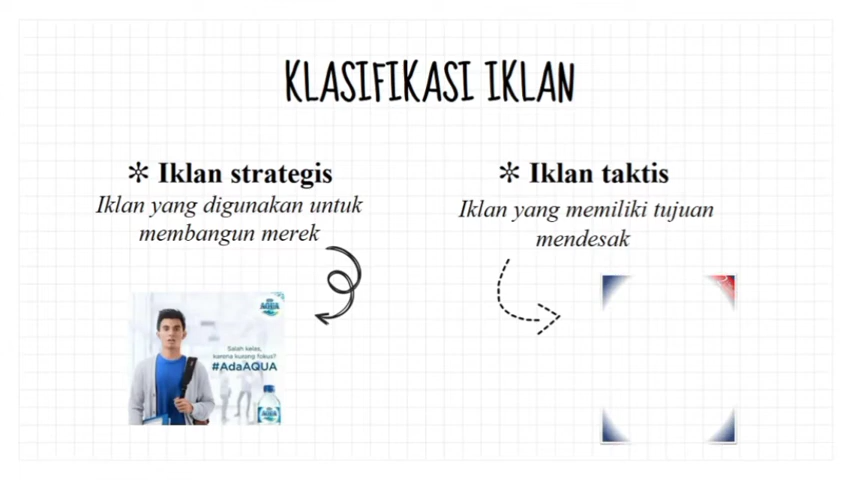 KLASIFIKASI IKLAN
✲ Iklan strategis
Iklan yang digunakan untuk
membangun merek
✲ Iklan taktis
Iklan yang memiliki tujuan
mendesak
AQUA
Salah kelas,
karena kurang fokus?
#AdaAQUA
AQUA